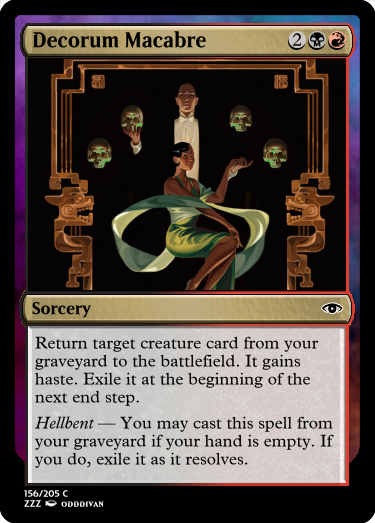 Decorum Macabre 2
Sorcery
Return target creature card from your
graveyard to the battlefield. It gains
haste. Exile it at the beginning of the
next end step.
Hellbent — You may cast this spell from
your graveyard if your hand is empty. If
you do, exile it as it resolves.
156/205 C
ZZZ ODDDIVAN